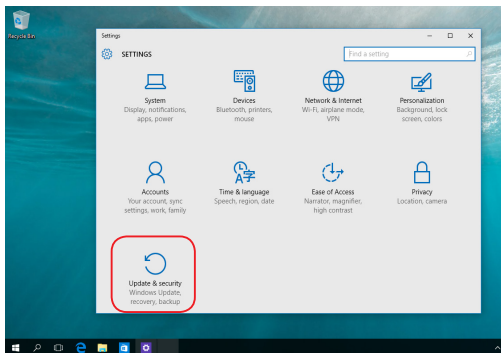 Recycle Bin
Settings
SETTINGS
Find a setting
System
Display, notifications,
apps, power
Devices
Bluetooth, printers,
mouse
Network & Internet
Wi-Fi, airplane mode,
VPN
Personalization
Background, lock
screen, colors
Accounts
Your account, sync
settings, work, family
Time & language
Speech, region, date
Ease of Access
Narrator, magnifier,
high contrast
Privacy
Location, camera
Update & security
Windows Update,
recovery, backup